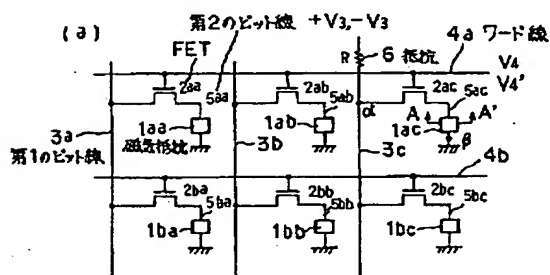 (a)
第2のビット線 +V3,-V3
FET
R 6 抵抗
4a ワード線
V4
V4'
2aa
5aa
2ab
5ab
2ac
5ac
α
A
A'
3a
第1のビット線
1aa
磁気抵抗
1ab
3b
1ac
3c
β
4b
2ba
5ba
2bb
5bb
2bc
5bc
1ba
1bb
1bc